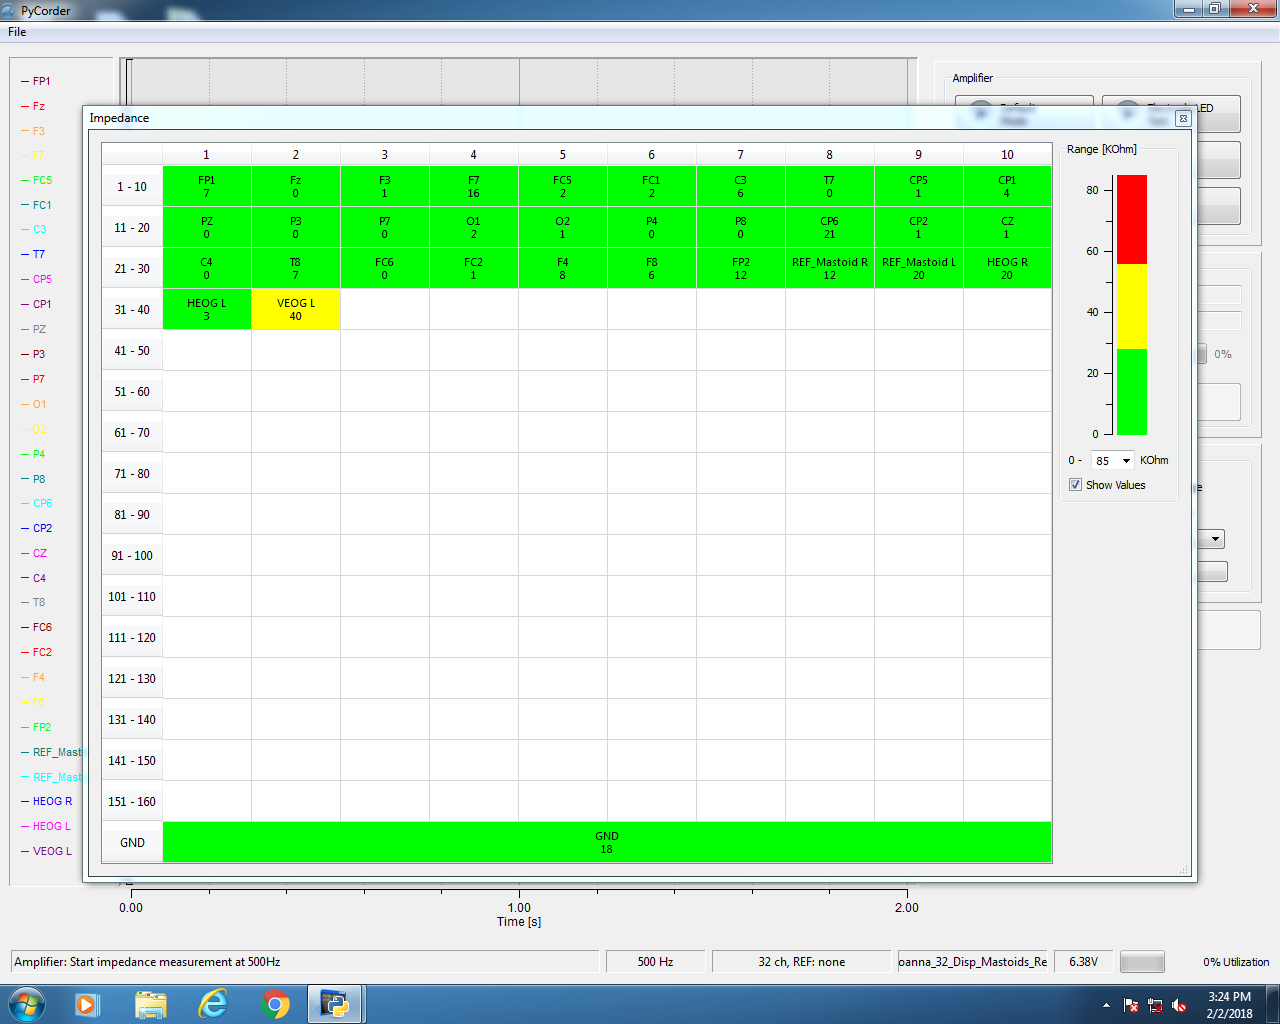 PyCorder
File
FP1
Fz
F3
F7
FC5
FC1
C3
T7
CP5
CP1
PZ
P3
P7
O1
O2
P4
P8
CP6
CP2
CZ
C4
T8
FC6
FC2
F4
F8
FP2
REF_Mast
REF_Mast
HEOG R
HEOG L
VEOG L
Amplifier
Default
Mode
Electrode LED
Test
Impedance
1 2 3 4 5 6 7 8 9 10
1 - 10 FP1 Fz F3 F7 FC5 FC1 C3 T7 CP5 CP1
7 0 1 16 2 2 6 0 1 4
11 - 20 PZ P3 P7 O1 O2 P4 P8 CP6 CP2 CZ
0 0 0 2 1 0 0 21 1 1
21 - 30 C4 T8 FC6 FC2 F4 F8 FP2 REF_Mastoid R REF_Mastoid L HEOG R
0 7 0 1 8 6 12 12 20 20
31 - 40 HEOG L VEOG L
3 40
41 - 50
51 - 60
61 - 70
71 - 80
81 - 90
91 - 100
101 - 110
111 - 120
121 - 130
131 - 140
141 - 150
151 - 160
GND GND
18
Range [KOhm]
80
60
40
20
0
0 - 85 KOhm
Show Values
0%
0.00 1.00 2.00
Time [s]
Amplifier: Start impedance measurement at 500Hz 500 Hz 32 ch, REF: none oanna_32_Disp_Mastoids_Re 6.38V 0% Utilization
3:24 PM
2/2/2018